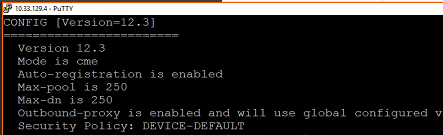 10.33.129.4 - PuTTY
CONFIG [Version=12.3]
=========================
Version 12.3
Mode is cme
Auto-registration is enabled
Max-pool is 250
Max-dn is 250
Outbound-proxy is enabled and will use global configured v
Security Policy: DEVICE-DEFAULT